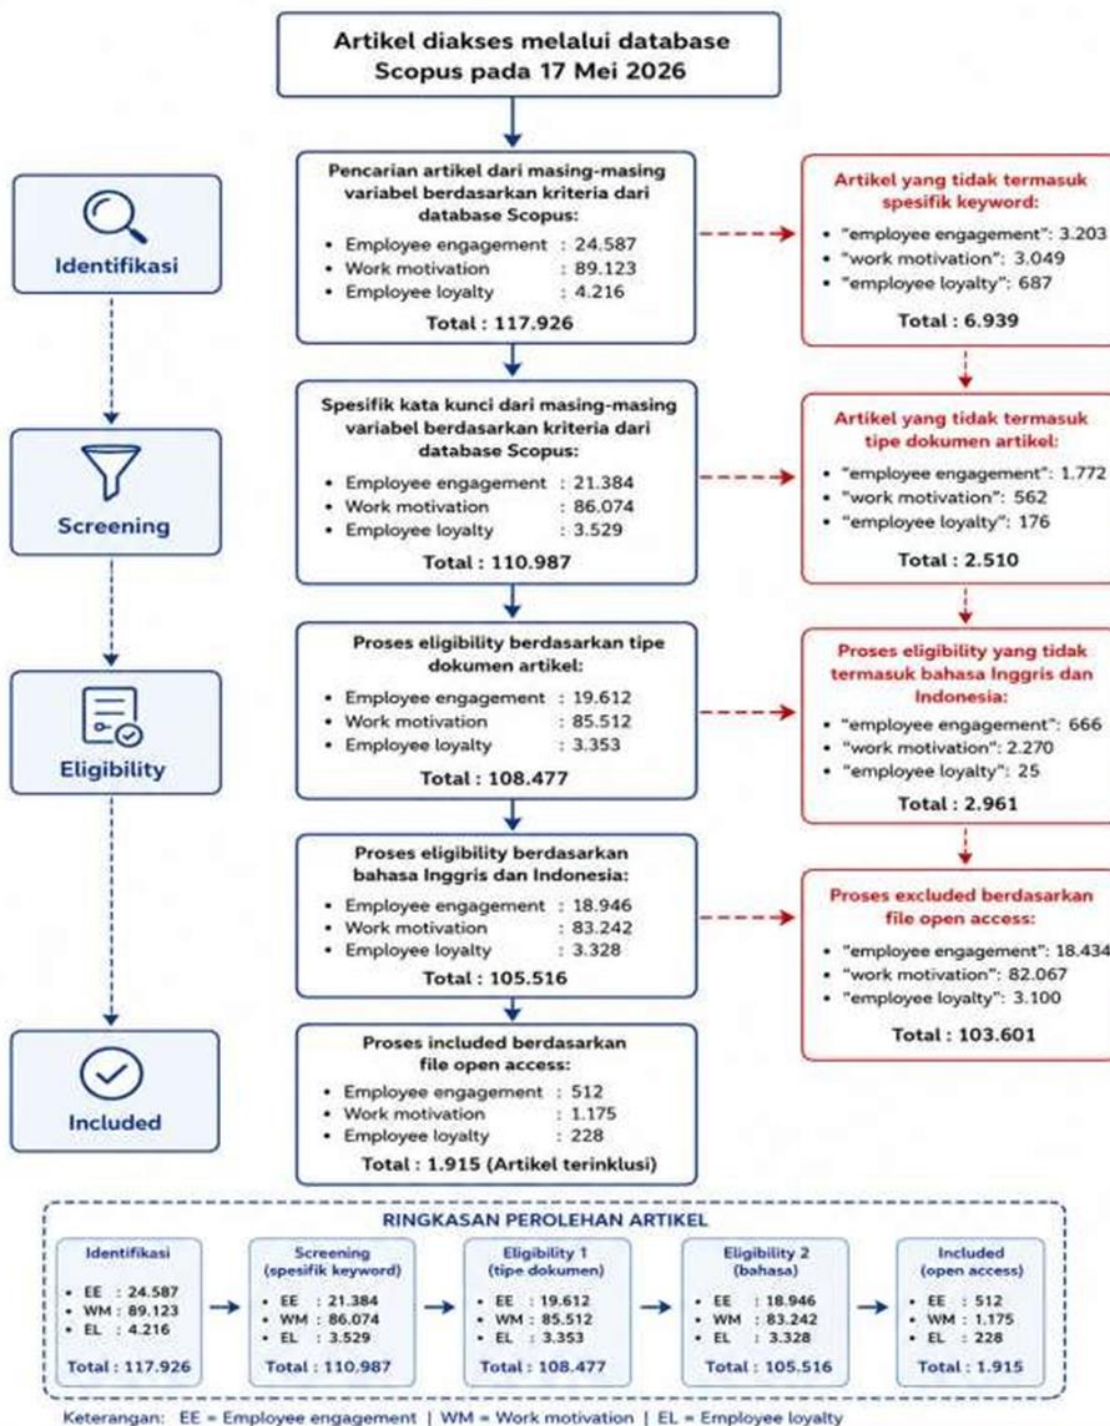 Artikel diakses melalui database
Scopus pada 17 Mei 2026
Identifikasi
Pencarian artikel dari masing-masing
variabel berdasarkan kriteria dari
database Scopus:
• Employee engagement : 24.587
• Work motivation : 89.123
• Employee loyalty : 4.216
Total : 117.926
Artikel yang tidak termasuk
spesifik keyword:
• "employee engagement": 3.203
• "work motivation": 3.049
• "employee loyalty": 687
Total : 6.939
Screening
Spesifik kata kunci dari masing-masing
variabel berdasarkan kriteria dari
database Scopus:
• Employee engagement : 21.384
• Work motivation : 86.074
• Employee loyalty : 3.529
Total : 110.987
Artikel yang tidak termasuk
tipe dokumen artikel:
• "employee engagement": 1.772
• "work motivation": 562
• "employee loyalty": 176
Total : 2.510
Eligibility
Proses eligibility berdasarkan tipe
dokumen artikel:
• Employee engagement : 19.612
• Work motivation : 85.512
• Employee loyalty : 3.353
Total : 108.477
Proses eligibility yang tidak
termasuk bahasa Inggris dan
Indonesia:
• "employee engagement": 666
• "work motivation": 2.270
• "employee loyalty": 25
Total : 2.961
Proses eligibility berdasarkan
bahasa Inggris dan Indonesia:
• Employee engagement : 18.946
• Work motivation : 83.242
• Employee loyalty : 3.328
Total : 105.516
Proses excluded berdasarkan
file open access:
• "employee engagement": 18.434
• "work motivation": 82.067
• "employee loyalty": 3.100
Total : 103.601
Included
Proses included berdasarkan
file open access:
• Employee engagement : 512
• Work motivation : 1.175
• Employee loyalty : 228
Total : 1.915 (Artikel terinklusi)
RINGKASAN PEROLEHAN ARTIKEL
Identifikasi
• EE : 24.587
• WM : 89.123
• EL : 4.216
Total : 117.926
Screening
(spesifik keyword)
• EE : 21.384
• WM : 86.074
• EL : 3.529
Total : 110.987
Eligibility 1
(tipe dokumen)
• EE : 19.612
• WM : 85.512
• EL : 3.353
Total : 108.477
Eligibility 2
(bahasa)
• EE : 18.946
• WM : 83.242
• EL : 3.328
Total : 105.516
Included
(open access)
• EE : 512
• WM : 1.175
• EL : 228
Total : 1.915
Keterangan: EE = Employee engagement | WM = Work motivation | EL = Employee loyalty